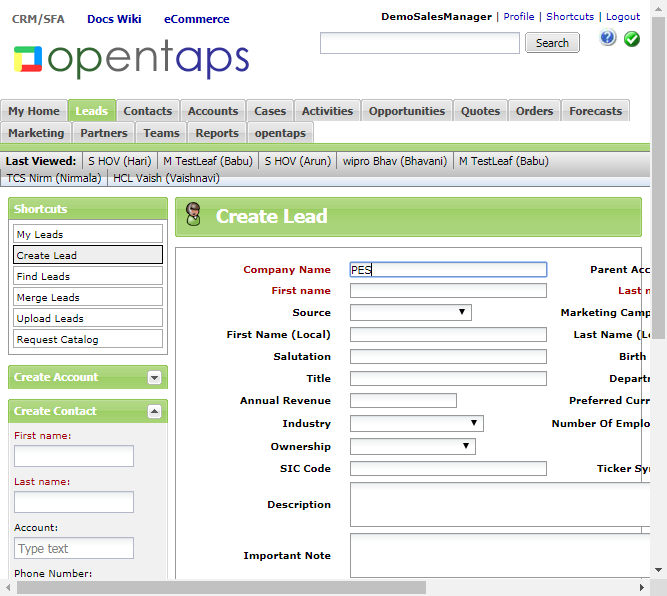 CRM/SFA Docs Wiki eCommerce
DemoSalesManager | Profile | Shortcuts | Logout
opentaps
Search
My Home Leads Contacts Accounts Cases Activities Opportunities Quotes Orders Forecasts
Marketing Partners Teams Reports opentaps
Last Viewed: S HOV (Hari) M TestLeaf (Babu) S HOV (Arun) wipro Bhav (Bhavani) M TestLeaf (Babu)
TCS Nirm (Nirmala) HCL Vaish (Vaishnavi)
Shortcuts
My Leads
Create Lead
Find Leads
Merge Leads
Upload Leads
Request Catalog
Create Account
Create Contact
First name:
Last name:
Account:
Type text
Phone Number:
Create Lead
Company Name PES Parent Acc
First name Last n
Source Marketing Camp
First Name (Local) Last Name (Lo
Salutation Birth
Title Depart
Annual Revenue Preferred Curr
Industry Number Of Emplo
Ownership
SIC Code Ticker Sy
Description
Important Note